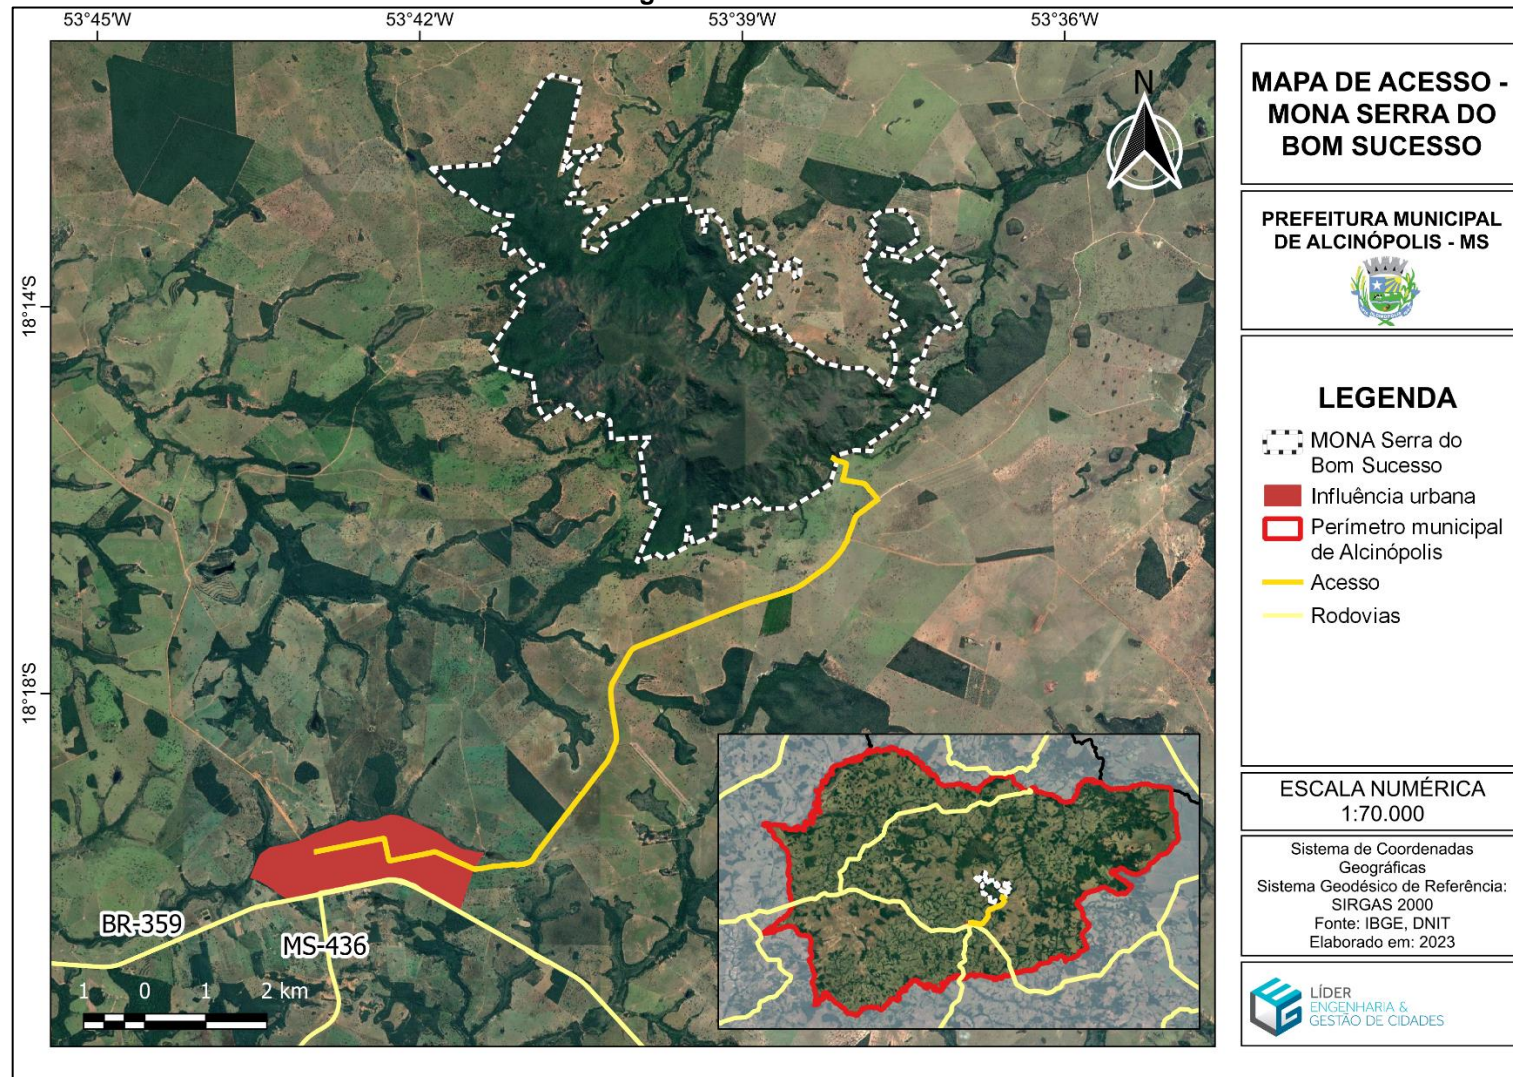 53°45'W
53°42'W
53°39'W
53°36'W
18°14'S
18°18'S
N
BR-359
MS-436
1 0 1 2 km
MAPA DE ACESSO -
MONA SERRA DO
BOM SUCESSO
PREFEITURA MUNICIPAL
DE ALCINÓPOLIS - MS
LEGENDA
MONA Serra do
Bom Sucesso
Influência urbana
Perímetro municipal
de Alcinópolis
Acesso
Rodovias
ESCALA NUMÉRICA
1:70.000
Sistema de Coordenadas
Geográficas
Sistema Geodésico de Referência:
SIRGAS 2000
Fonte: IBGE, DNIT
Elaborado em: 2023
LÍDER
ENGENHARIA &
GESTÃO DE CIDADES